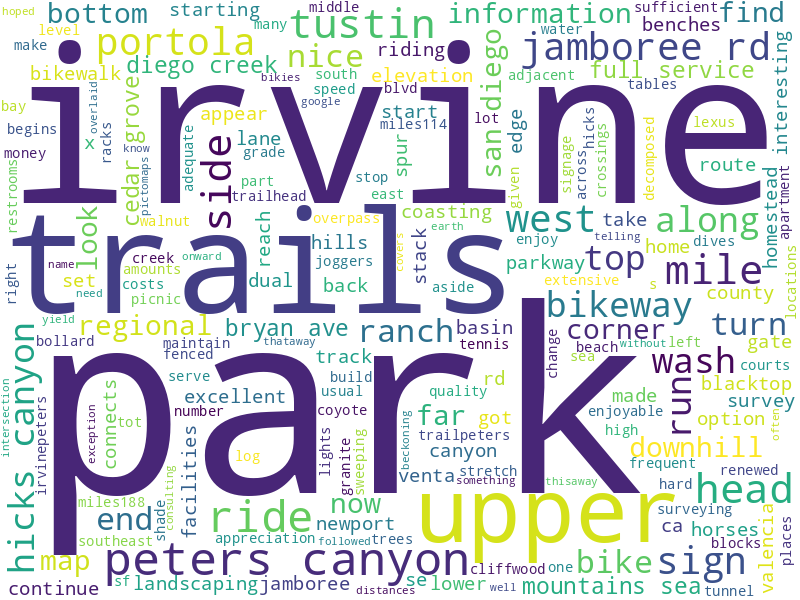 hoped
bottom
starting
middle
information
sufficient
find
level
many
tustin
water
benches
make
portola
nice
riding
jamboree rd
diego creek
bikewalk
bikies
south
elevation
adjacent
full service
interesting
bay
overlaid
speed
blvd
google
tables
irvine
begins
racks
appear
start
miles114
lot
san diego
edge
signage
hicks
crossings
decomposed
lexus
money
x
know
pictomaps
cedar grove
adequate
side
lane
grade
stop
spur
across
route
restrooms
part
trailhead
east
given
homestead
apartment
look
walnut
trails
overpass
coasting
earth
west
take
along
hills
reach
covers
stack
enjoy
telling
home
dives
right
name
creek
onward
joggers
parkway
top
mile
need
amounts
costs
dual
back
aside
extensive
s
county
locations
set
picnic
bikeway
turn
yield
regional
bryan ave
ranch
basin
corner
gate
bollard
thataway
maintain
fenced
track
tennis
change
beach
without
left
courts
sea
wash
hicks canyon
intersection
irvinepeters
connects
exception
serve
build
usual
quality
rd
enjoyable
blacktop
survey
excellent
coyote
far
got
made
run
option
tot
number
park
high
often
facilities
lights
granite
sweeping
beckoning
trailpeters
canyon
downhill
log
venta
stretch
something
frequent
renewed
miles188
shade
consulting
ride
now
upper
thisaway
hard
head
end
newport
surveying
valencia
places
map
southeast
appreciation
followed
trees
ca
horses
blocks
peters canyon
cliffwood
one
bike
sign
continue
sf
landscaping
jamboree
distances
se
lower
well
mountains sea
tunnel